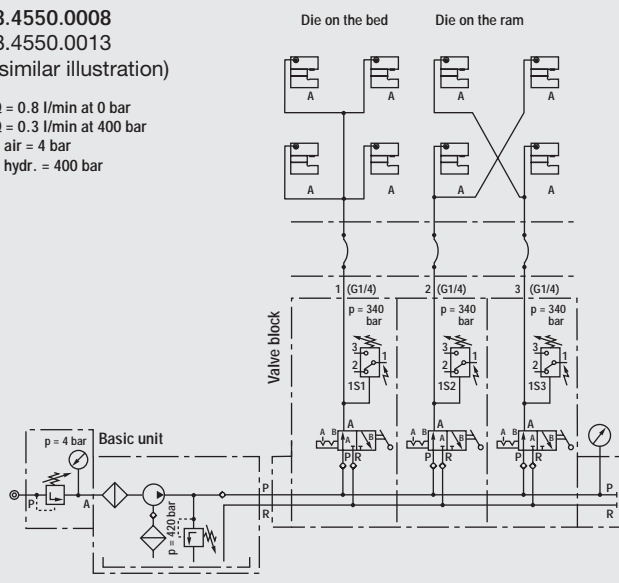 3.4550.0008
3.4550.0013
similar illustration)
= 0.8 l/min at 0 bar
= 0.3 l/min at 400 bar
air = 4 bar
hydr. = 400 bar
Die on the bed
Die on the ram
A
A
A
A
A
A
A
A
1 (G1/4)
2 (G1/4)
3 (G1/4)
Valve block
p = 340
bar
p = 340
bar
p = 340
bar
3
2
1
1S1
3
2
1
1S2
3
2
1
1S3
A
A B
A
B
P R
A
A B
A
B
P R
A
A B
A
B
P R
p = 4 bar
Basic unit
P
A
p = 420 bar
P
R
P
R